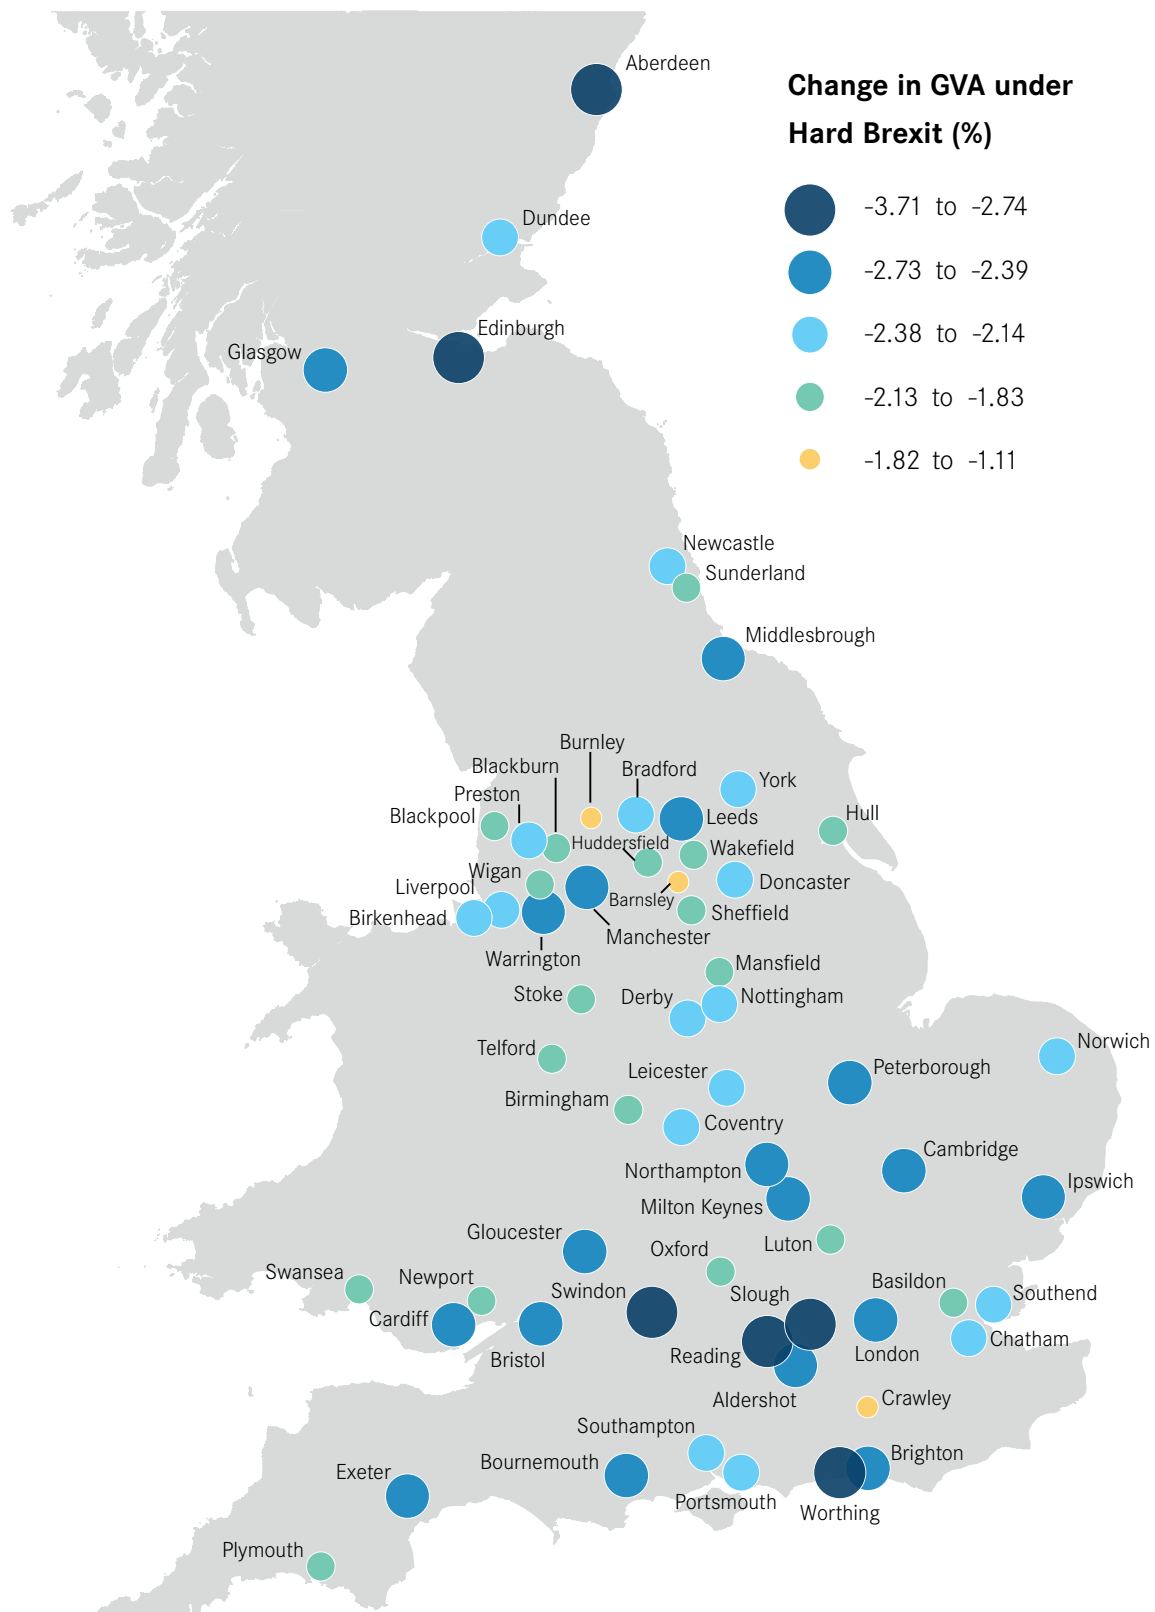 Aberdeen
Change in GVA under
Hard Brexit (%)
-3.71 to -2.74
Dundee
-2.73 to -2.39
Edinburgh
-2.38 to -2.14
Glasgow
-2.13 to -1.83
-1.82 to -1.11
Newcastle
Sunderland
Middlesbrough
Burnley
Blackburn
Bradford
York
Preston
Blackpool
Leeds
Hull
Huddersfield
Wakefield
Wigan
Liverpool
Doncaster
Barnsley
Birkenhead
Sheffield
Manchester
Warrington
Mansfield
Stoke
Derby
Nottingham
Norwich
Telford
Leicester
Peterborough
Birmingham
Coventry
Cambridge
Northampton
Ipswich
Milton Keynes
Gloucester
Luton
Oxford
Swansea
Newport
Basildon
Swindon
Slough
Southend
Cardiff
Chatham
Bristol
Reading
London
Aldershot
Crawley
Southampton
Brighton
Bournemouth
Exeter
Portsmouth
Worthing
Plymouth